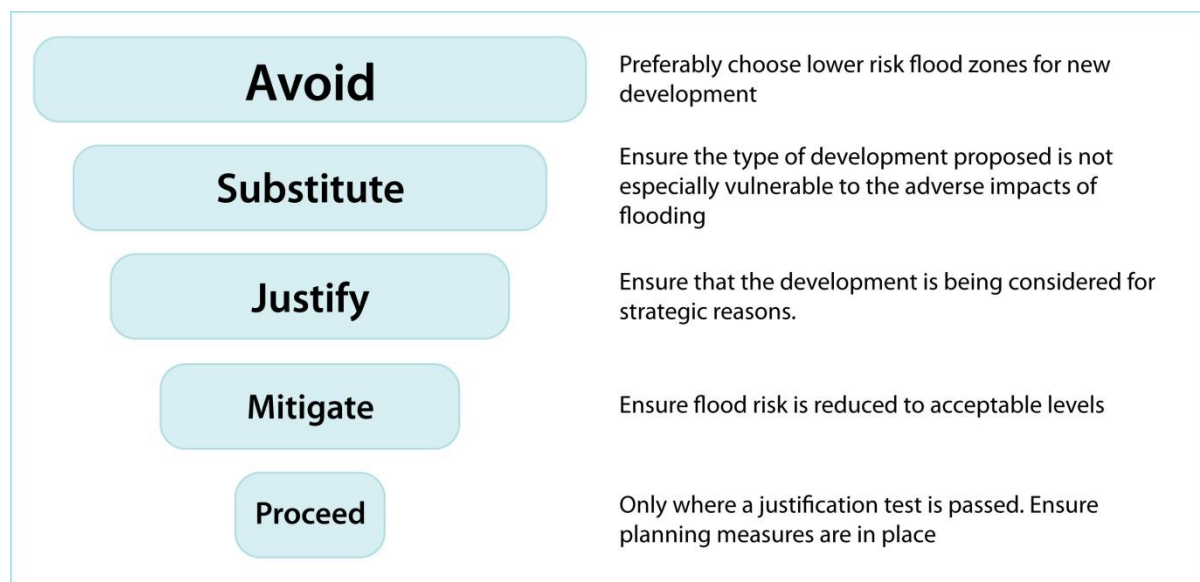 Avoid
Preferably choose lower risk flood zones for new
development
Substitute
Ensure the type of development proposed is not
especially vulnerable to the adverse impacts of
flooding
Justify
Ensure that the development is being considered for
strategic reasons.
Mitigate
Ensure flood risk is reduced to acceptable levels
Proceed
Only where a justification test is passed. Ensure
planning measures are in place